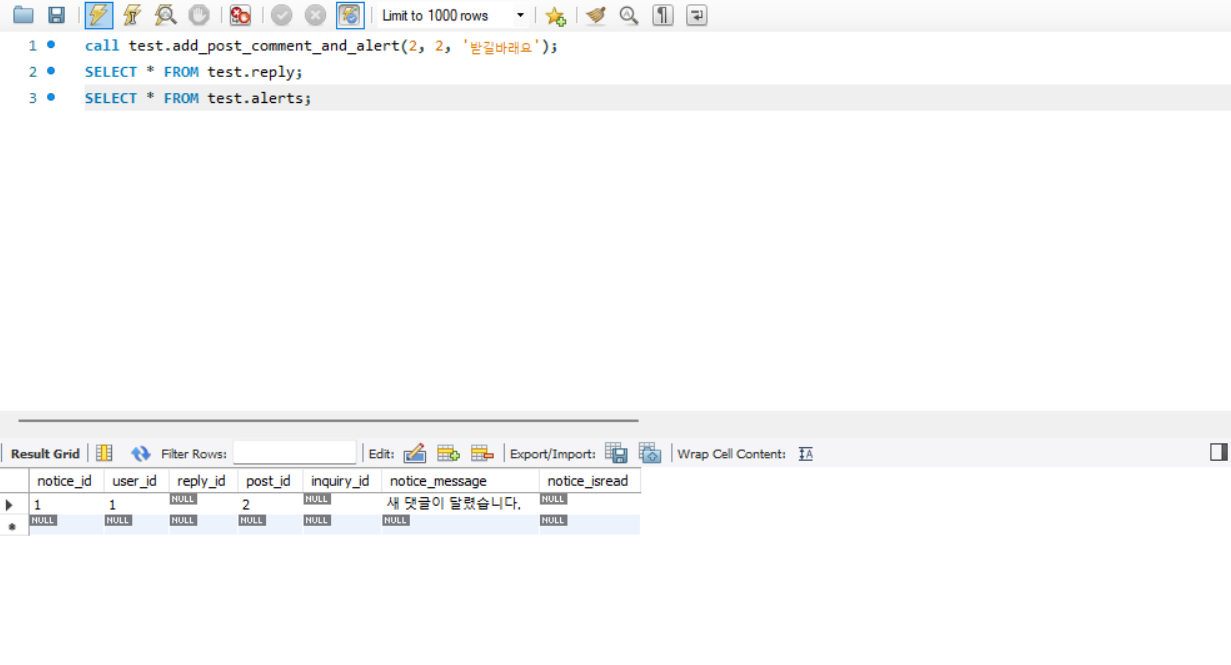 Limit to 1000 rows
1 call test.add_post_comment_and_alert(2, 2, '받길바래요');
2 SELECT * FROM test.reply;
3 SELECT * FROM test.alerts;
Result Grid Filter Rows: Edit: Export/Import: Wrap Cell Content: IA
notice_id user_id reply_id post_id inquiry_id notice_message notice_isread
1 1 NULL 2 NULL 새 댓글이 달렸습니다. NULL
NULL NULL NULL NULL NULL NULL NULL